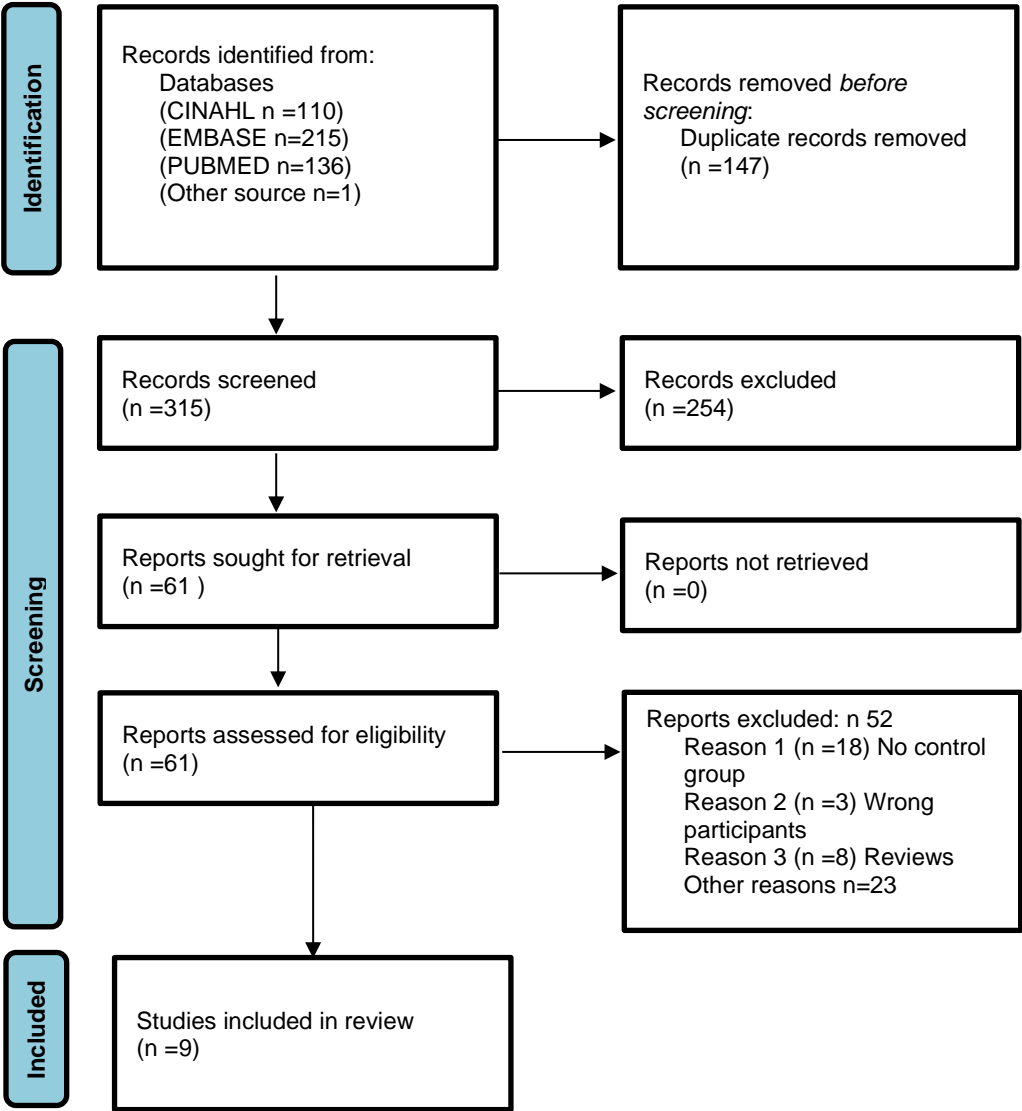 Identification
Records identified from:
Databases
(CINAHL n =110)
(EMBASE n=215)
(PUBMED n=136)
(Other source n=1)
Records removed before
screening:
Duplicate records removed
(n =147)
Screening
Records screened
(n =315)
Records excluded
(n =254)
Reports sought for retrieval
(n =61 )
Reports not retrieved
(n =0)
Reports assessed for eligibility
(n =61)
Reports excluded: n 52
Reason 1 (n =18) No control
group
Reason 2 (n =3) Wrong
participants
Reason 3 (n =8) Reviews
Other reasons n=23
Included
Studies included in review
(n =9)